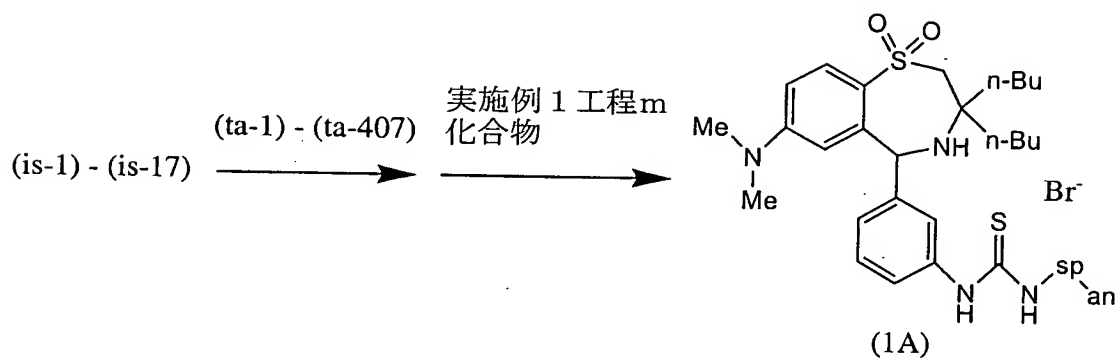 (is-1) - (is-17)
(ta-1) - (ta-407)
実施例 1 工程m
化合物
O O
S
n-Bu
n-Bu
NH
Me
N
Me
Br-
S
N
H
N
H
sp
an
(1A)